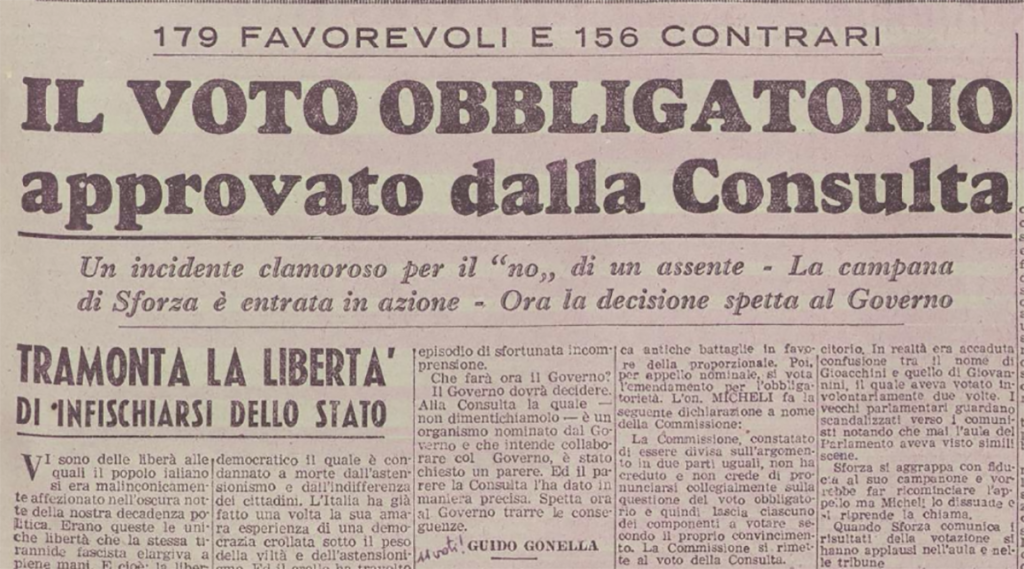 179 FAVOREVOLI E 156 CONTRARI
IL VOTO OBBLIGATORIO
approvato dalla Consulta
Un incidente clamoroso per il “no„ di un assente - La campana
di Sforza è entrata in azione - Ora la decisione spetta al Governo
TRAMONTA LA LIBERTA'
DI INFISCHIARSI DELLO STATO
VI sono delle liberà alle
quali il popolo italiano
si era malinconicamen-
te affezionato nell'oscura not-
te della nostra decadenza po-
litica. Erano queste le uni-
che libertà che la stessa ti-
rannide fascista elargiva a
piene mani. E cioè: la liber-
democratico il quale è con-
dannato a morte dall'asten-
sionismo e dall'indifferenza
dei cittadini. L'Italia ha già
fatto una volta la sua ama-
ra esperienza di una demo-
crazia crollata sotto il peso
della viltà e dell'astensioni-
smo. Ed il crollo ha travolto
episodio di sfortunata incom-
prensione.
Che farà ora il Governo?
Il Governo dovrà decidere.
Alla Consulta la quale —
non dimentichiamolo — è un
organismo nominato dal Go-
verno e che intende collabo-
rare col Governo, è stato
chiesto un parere. Ed il pa-
rere la Consulta l'ha dato in
maniera precisa. Spetta ora
al Governo trarre le conse-
guenze.
GUIDO GONELLA
ca antiche battaglie in favo-
re della proporzionale. Poi,
per appello nominale, si vota
l'emendamento per l'obbliga-
torietà. L'on. MICHELI fa la
seguente dichiarazione a nome
della Commissione:
La Commissione, constatato
di essere divisa sull'argomen-
to in due parti uguali, non ha
creduto e non crede di pro-
nunciarsi collegialmente sulla
questione del voto obbligato-
rio e quindi lascia ciascuno
dei componenti a votare se-
condo il proprio convincimen-
to. La Commissione si rimet-
te al voto della Consulta.
citorio. In realtà era accaduta
confusione tra il nome di
Gioacchini e quello di Giovan-
nini, il quale aveva votato in-
volontariamente due volte. I
vecchi parlamentari guardano
scandalizzati verso i comuni-
sti notando che mai l'aula del
Parlamento aveva visto simili
scene.
Sforza si aggrappa con fidu-
cia al suo campanone e vor-
rebbe far ricominciare l'ap-
pello ma Micheli lo dissuade e
si riprende la chiama.
Quando Sforza comunica i
risultati della votazione si
hanno applausi nell'aula e nel-
le tribune